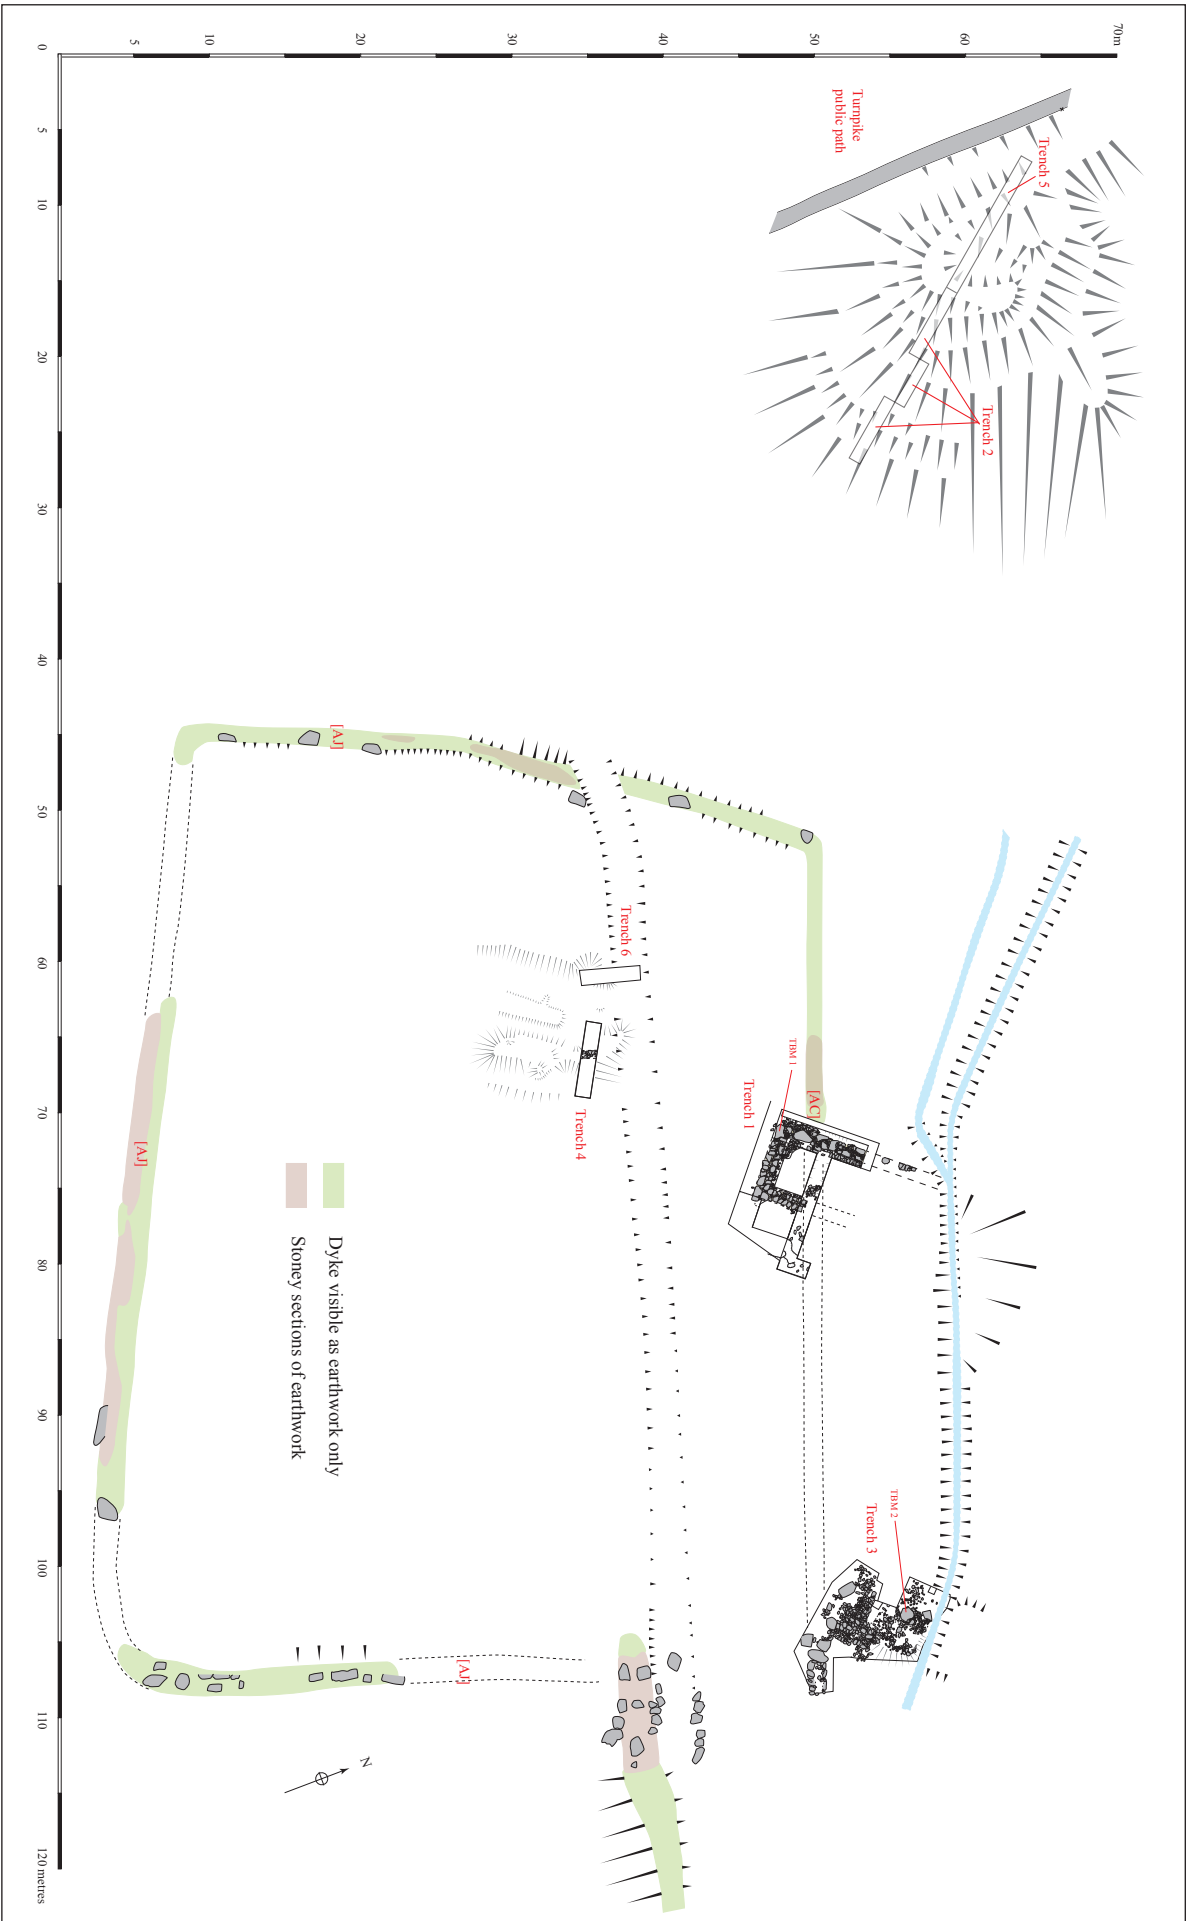 0
5
10
20
30
40
50
60
70m
5
10
20
30
40
50
60
70
80
90
100
110
120 metres
Turnpike
public path
Trench 5
Trench 2
[AJ]
Trench 6
Trench 4
TBM 1
Trench 1
[AC]
[AJ]
Dyke visible as earthwork only
Stoney sections of earthwork
TBM 2
Trench 3
[AJ]
N